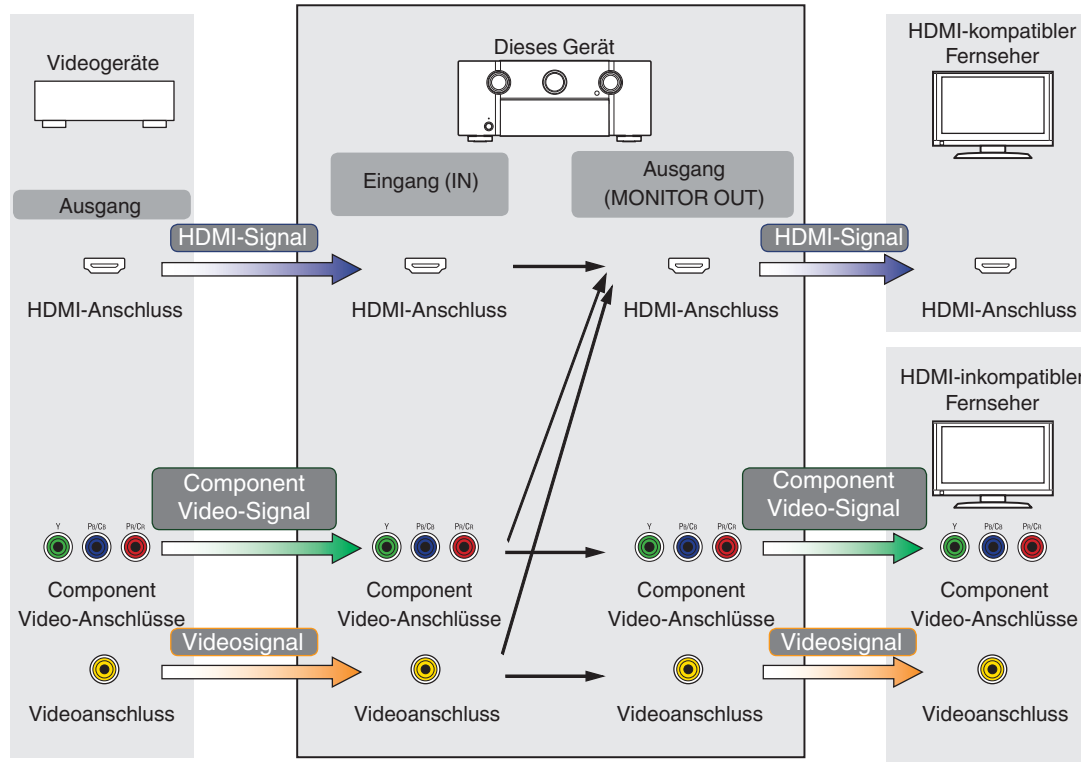 Videogeräte
Dieses Gerät
HDMI-kompatibler
Fernseher
Ausgang
Eingang (IN)
Ausgang
(MONITOR OUT)
HDMI-Signal
HDMI-Signal
HDMI-Anschluss
HDMI-Anschluss
HDMI-Anschluss
HDMI-Anschluss
HDMI-inkompatibler
Fernseher
Component
Video-Signal
Component
Video-Signal
Y PB/CB PR/CR
Y PB/CB PR/CR
Y PB/CB PR/CR
Y PB/CB PR/CR
Component
Video-Anschlüsse
Component
Video-Anschlüsse
Component
Video-Anschlüsse
Component
Video-Anschlüsse
Videosignal
Videosignal
Videoanschluss
Videoanschluss
Videoanschluss
Videoanschluss